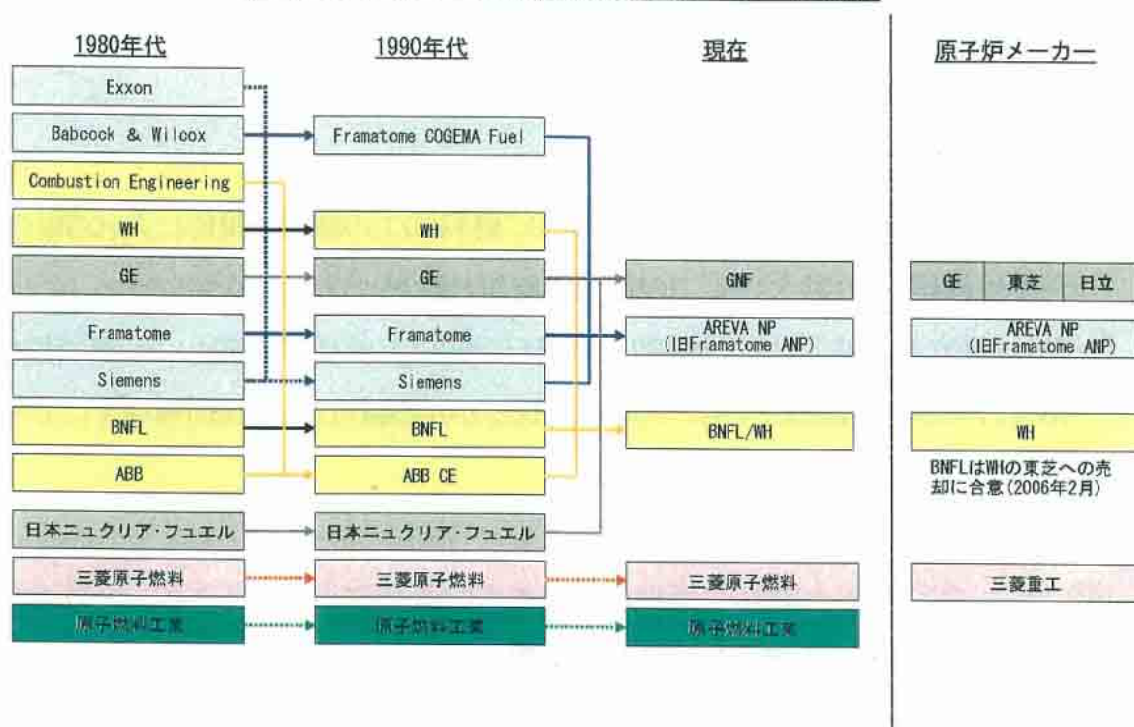 1980年代
1990年代
現在
原子炉メーカー
Exxon
Babcock & Wilcox
Framatome COGEMA Fuel
Combustion Engineering
WH
WH
GE
GE
GNF
GE
東芝
日立
Framatome
Framatome
AREVA NP
(旧Framatome ANP)
AREVA NP
(旧Framatome ANP)
Siemens
Siemens
BNFL
BNFL
BNFL/WH
WH
ABB
ABB CE
BNFLはWHの東芝への売
却に合意(2006年2月)
日本ニュクリア・フュエル
日本ニュクリア・フュエル
三菱原子燃料
三菱原子燃料
三菱原子燃料
三菱重工
原子燃料工業
原子燃料工業
原子燃料工業